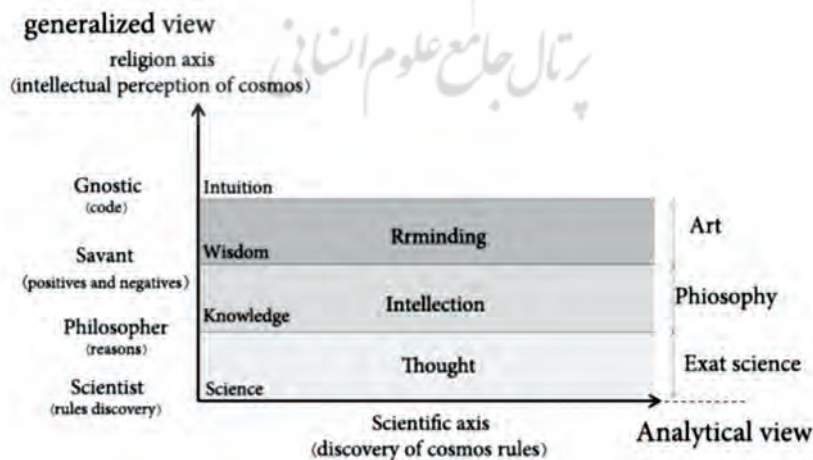 generalized view
religion axis
(intellectual perception of cosmos)
پرتال جامع علوم انسانی
Gnostic
(code)
Intuition
Savant
(positives and negatives)
Wisdom
Rrminding
Art
Philosopher
(reasons)
Knowledge
Intellection
Phiosophy
Scientist
(rules discovery)
Science
Thought
Exat science
Scientific axis
(discovery of cosmos rules)
Analytical view